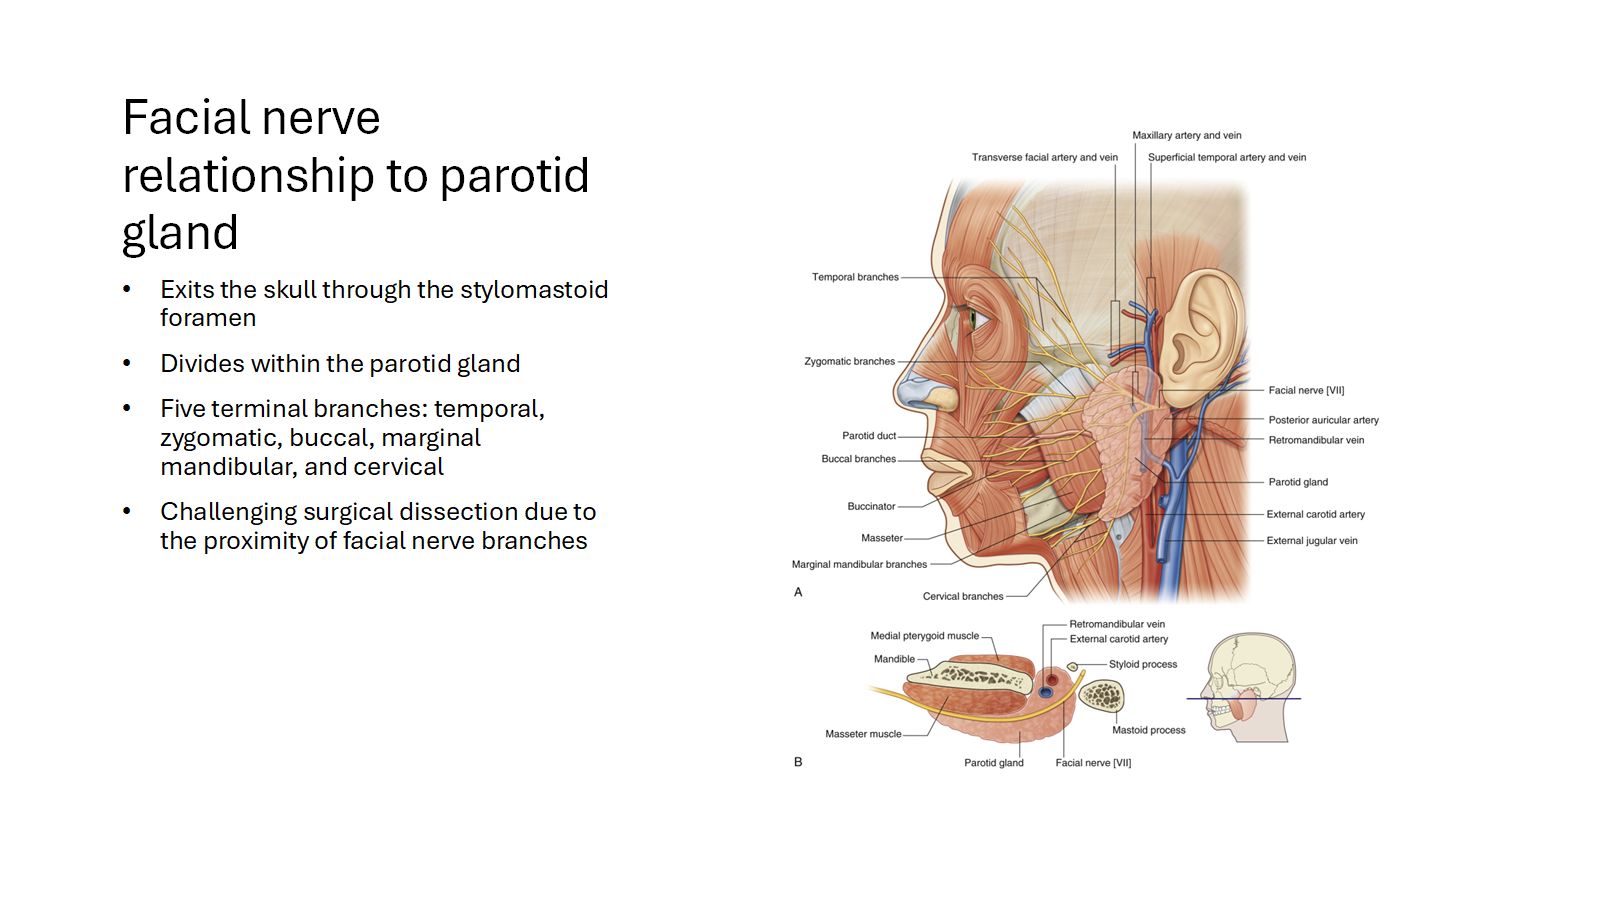 Facial nerve
relationship to parotid
gland
• Exits the skull through the stylomastoid
foramen
• Divides within the parotid gland
• Five terminal branches: temporal,
zygomatic, buccal, marginal
mandibular, and cervical
• Challenging surgical dissection due to
the proximity of facial nerve branches
Maxillary artery and vein
Transverse facial artery and vein
Superficial temporal artery and vein
Temporal branches
Zygomatic branches
Parotid duct
Buccal branches
Buccinator
Masseter
Marginal mandibular branches
Cervical branches
Facial nerve [VII]
Posterior auricular artery
Retromandibular vein
Parotid gland
External carotid artery
External jugular vein
A
Retromandibular vein
External carotid artery
Medial pterygoid muscle
Mandible
Styloid process
Masseter muscle
Mastoid process
Parotid gland
Facial nerve [VII]
B